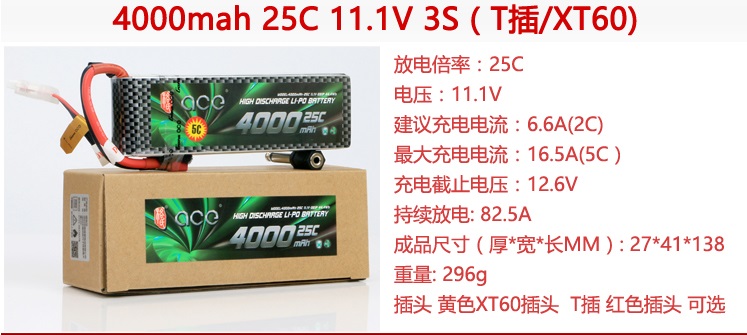 4000mah 25C 11.1V 3S ( T插/XT60)
放电倍率：25C
电压：11.1V
建议充电电流：6.6A(2C)
最大充电电流：16.5A(5C )
充电截止电压：12.6V
持续放电: 82.5A
成品尺寸（厚*宽*长MM）: 27*41*138
重量: 296g
插头 黄色XT60插头 T插 红色插头 可选
ace
HIGH DISCHARGE LI-PO BATTERY
5C
4000 25C
mAh
ace
HIGH DISCHARGE LI-PO BATTERY
4000 25C
mAh